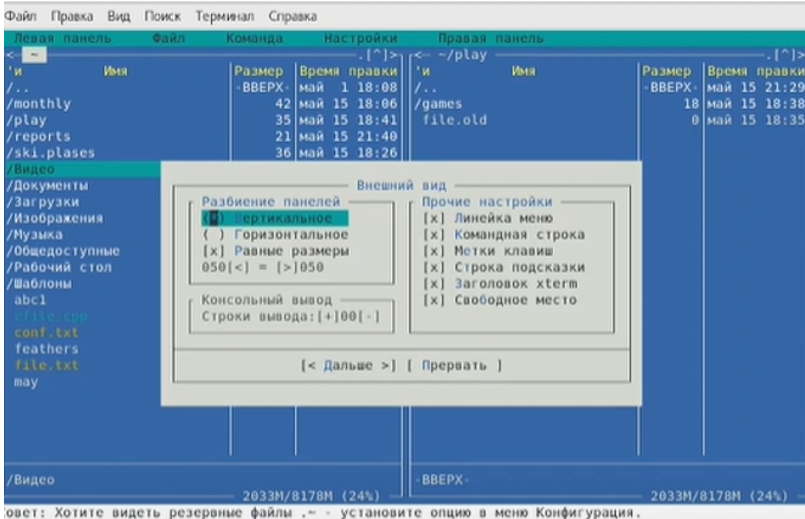 Файл Правка Вид Поиск Терминал Справка
Левая панель Файл Команда Настройки Правая панель
<- ~ .[^]> <- ~/play .[^]>
'и Имя Размер Время правки 'и Имя Размер Время правки
/.. -ВВЕРХ- май 1 18:08 /.. -ВВЕРХ- май 15 21:29
/monthly 42 май 15 18:06 /games 18 май 15 18:38
/play 35 май 15 18:41 file.old 0 май 15 18:35
/reports 21 май 15 21:40
/ski.plases 36 май 15 18:26
/Видео
/Документы
/Загрузки
/Изображения
/Музыка
/Общедоступные
/Рабочий стол
/Шаблоны
abc1
cfile.cpp
conf.txt
feathers
file.txt
may
Внешний вид
Разбиение панелей
(*) Вертикальное
( ) Горизонтальное
[x] Равные размеры
050[<] = [>]050
Консольный вывод
Строки вывода:[+]00[-]
Прочие настройки
[x] Линейка меню
[x] Командная строка
[x] Метки клавиш
[x] Строка подсказки
[x] Заголовок xterm
[x] Свободное место
[< Дальше >] [ Прервать ]
/Видео -ВВЕРХ-
2033M/8178M (24%) 2033M/8178M (24%)
овет: Хотите видеть резервные файлы .~ - установите опцию в меню Конфигурация.